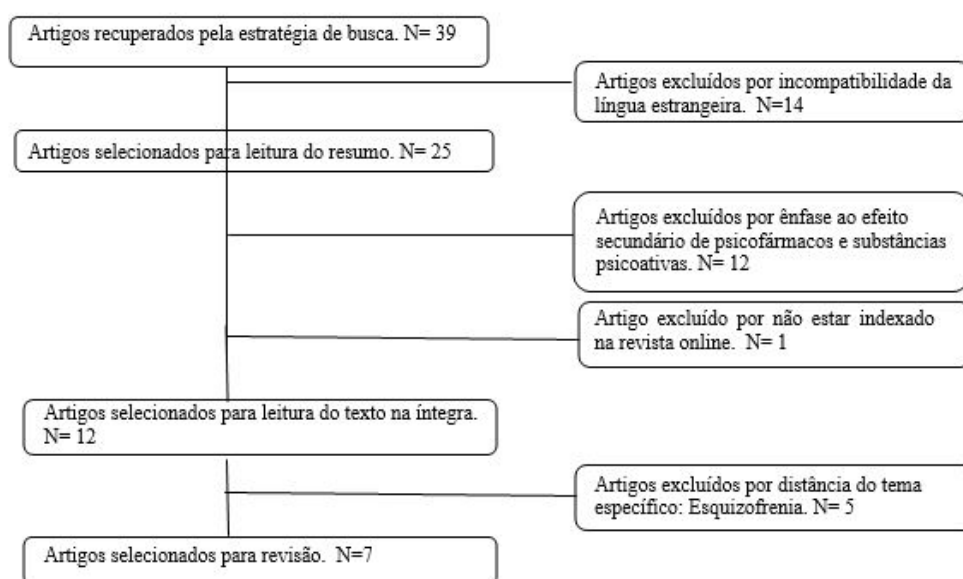 Artigos recuperados pela estratégia de busca. N= 39
Artigos excluídos por incompatibilidade da
língua estrangeira. N=14
Artigos selecionados para leitura do resumo. N= 25
Artigos excluídos por ênfase ao efeito
secundário de psicofármacos e substâncias
psicoativas. N= 12
Artigo excluído por não estar indexado
na revista online. N= 1
Artigos selecionados para leitura do texto na íntegra.
N= 12
Artigos excluídos por distância do tema
específico: Esquizofrenia. N= 5
Artigos selecionados para revisão. N=7